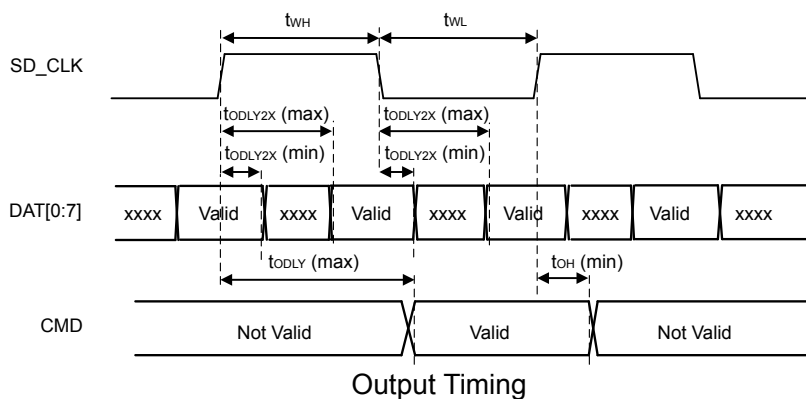 tWH tWL
SD_CLK
tODLY2X (max) tODLY2X (max)
tODLY2X (min) tODLY2X (min)
DAT[0:7] xxxx Valid xxxx Valid xxxx Valid xxxx Valid xxxx
tODLY (max) tOH (min)
CMD Not Valid Valid Not Valid
Output Timing